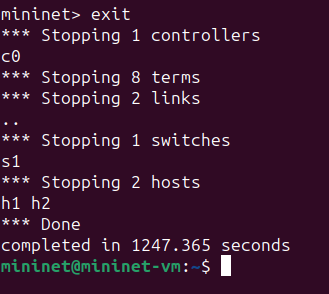 mininet> exit
*** Stopping 1 controllers
c0
*** Stopping 8 terms
*** Stopping 2 links
..
*** Stopping 1 switches
s1
*** Stopping 2 hosts
h1 h2
*** Done
completed in 1247.365 seconds
mininet@mininet-vm:~$